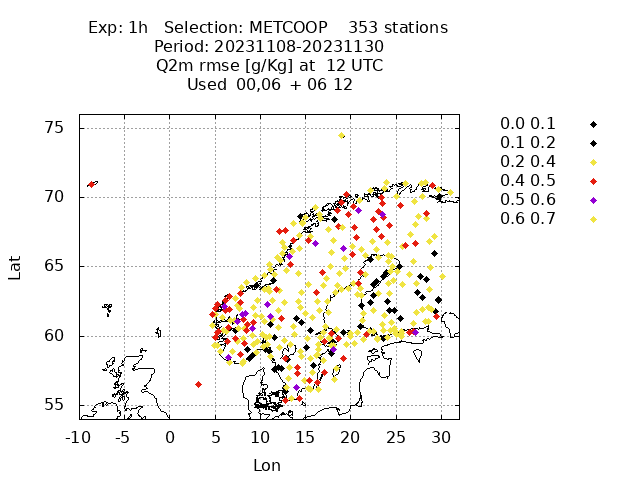 Exp: 1h Selection: METCOOP 353 stations
Period: 20231108-20231130
Q2m rmse [g/Kg] at 12 UTC
Used 00,06 + 06 12
0.0 0.1
0.1 0.2
0.2 0.4
0.4 0.5
0.5 0.6
0.6 0.7
75
70
65
60
55
Lat
-10 -5 0 5 10 15 20 25 30
Lon